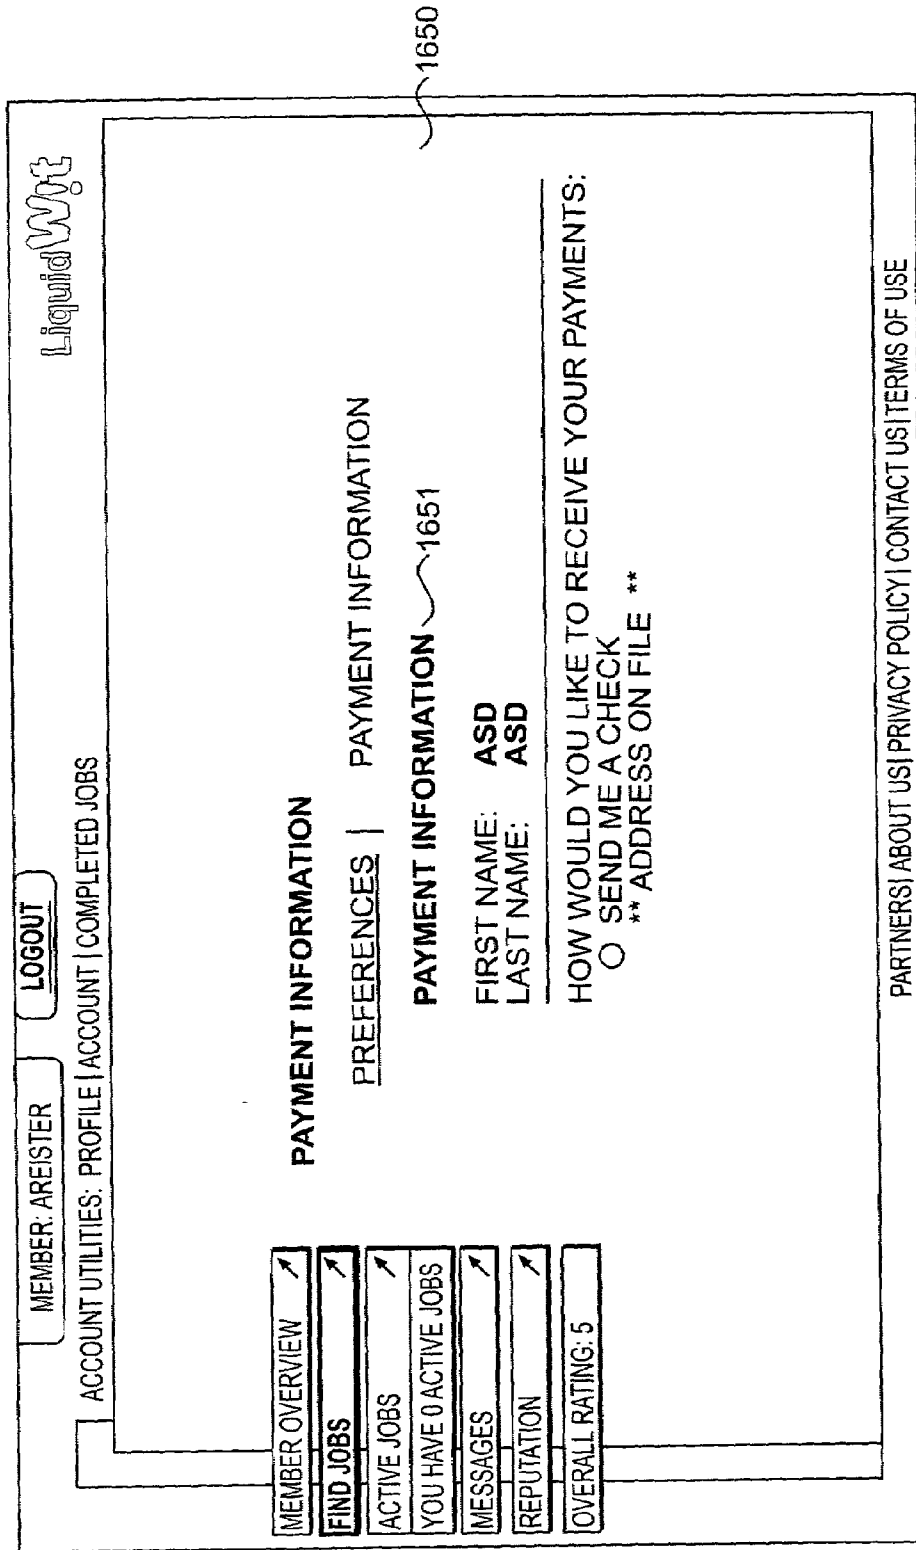 MEMBER: AREISTER
LOGOUT
LiquidWit
ACCOUNT UTILITIES: PROFILE | ACCOUNT | COMPLETED JOBS
MEMBER OVERVIEW
FIND JOBS
ACTIVE JOBS
YOU HAVE 0 ACTIVE JOBS
MESSAGES
REPUTATION
OVERALL RATING: 5
PAYMENT INFORMATION
PREFERENCES | PAYMENT INFORMATION
PAYMENT INFORMATION 1651
FIRST NAME: ASD
LAST NAME: ASD
HOW WOULD YOU LIKE TO RECEIVE YOUR PAYMENTS:
SEND ME A CHECK
** ADDRESS ON FILE **
1650
PARTNERS| ABOUT US| PRIVACY POLICY| CONTACT US|TERMS OF USE